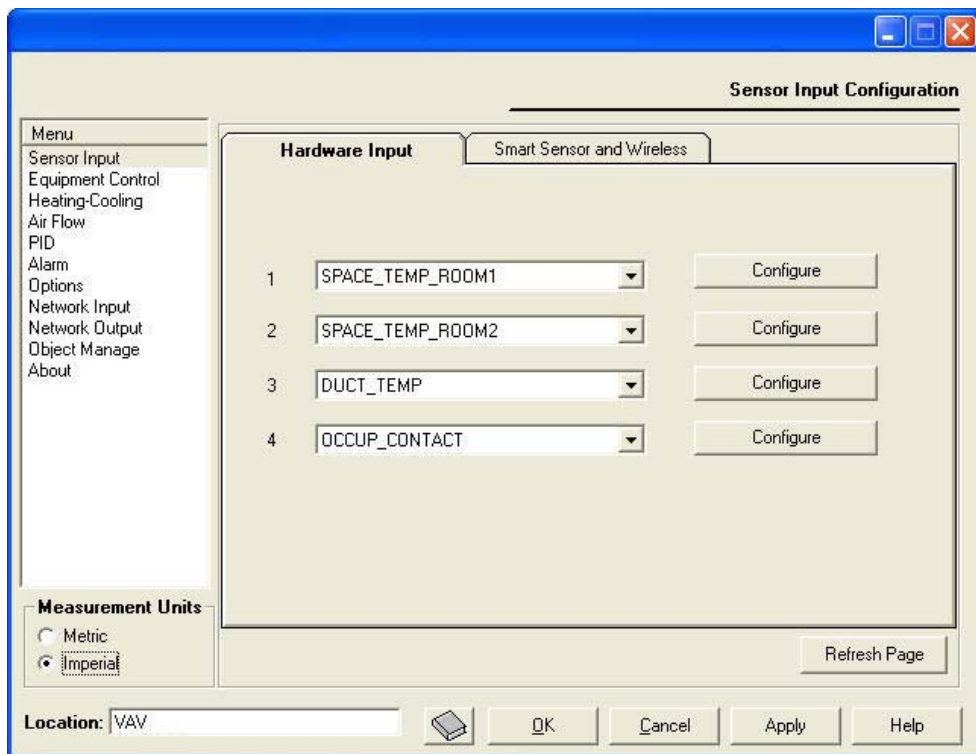 Sensor Input Configuration
Menu
Sensor Input
Equipment Control
Heating-Cooling
Air Flow
PID
Alarm
Options
Network Input
Network Output
Object Manage
About
Hardware Input
Smart Sensor and Wireless
1 SPACE_TEMP_ROOM1 Configure
2 SPACE_TEMP_ROOM2 Configure
3 DUCT_TEMP Configure
4 OCCUP_CONTACT Configure
Measurement Units
Metric
Imperial
Refresh Page
Location: VAV
OK
Cancel
Apply
Help